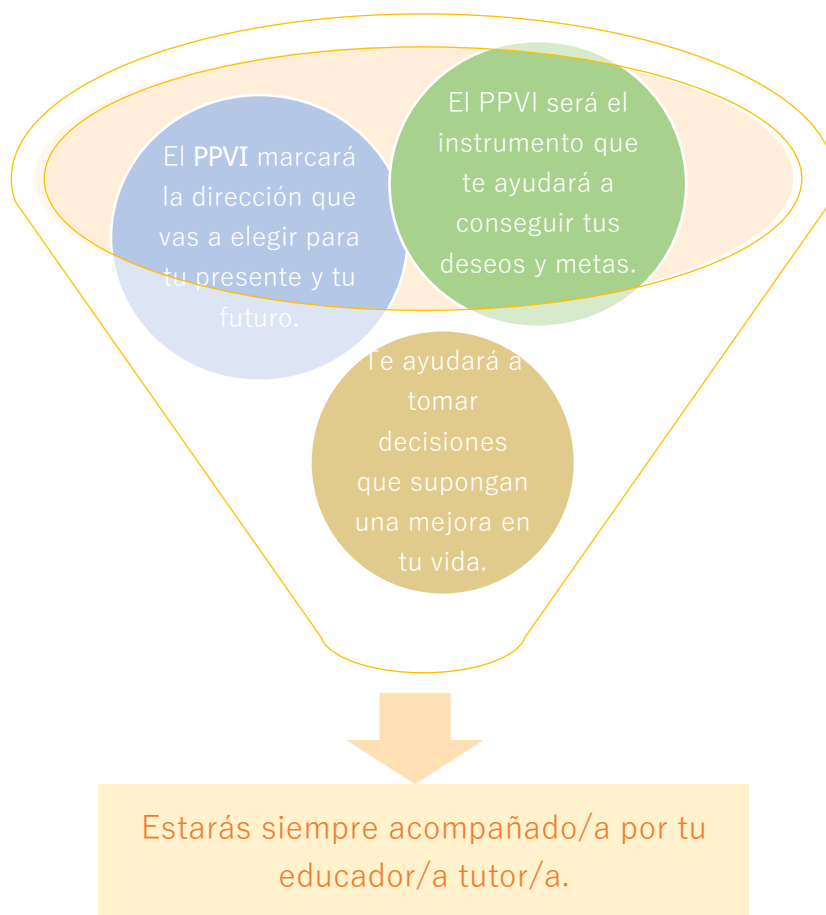 El PPVI marcará
la dirección que
vas a elegir para
tu presente y tu
futuro.
El PPVI será el
instrumento que
te ayudará a
conseguir tus
deseos y metas.
Te ayudará a
tomar
decisiones
que supongan
una mejora en
tu vida.
Estarás siempre acompañado/a por tu
educador/a tutor/a.